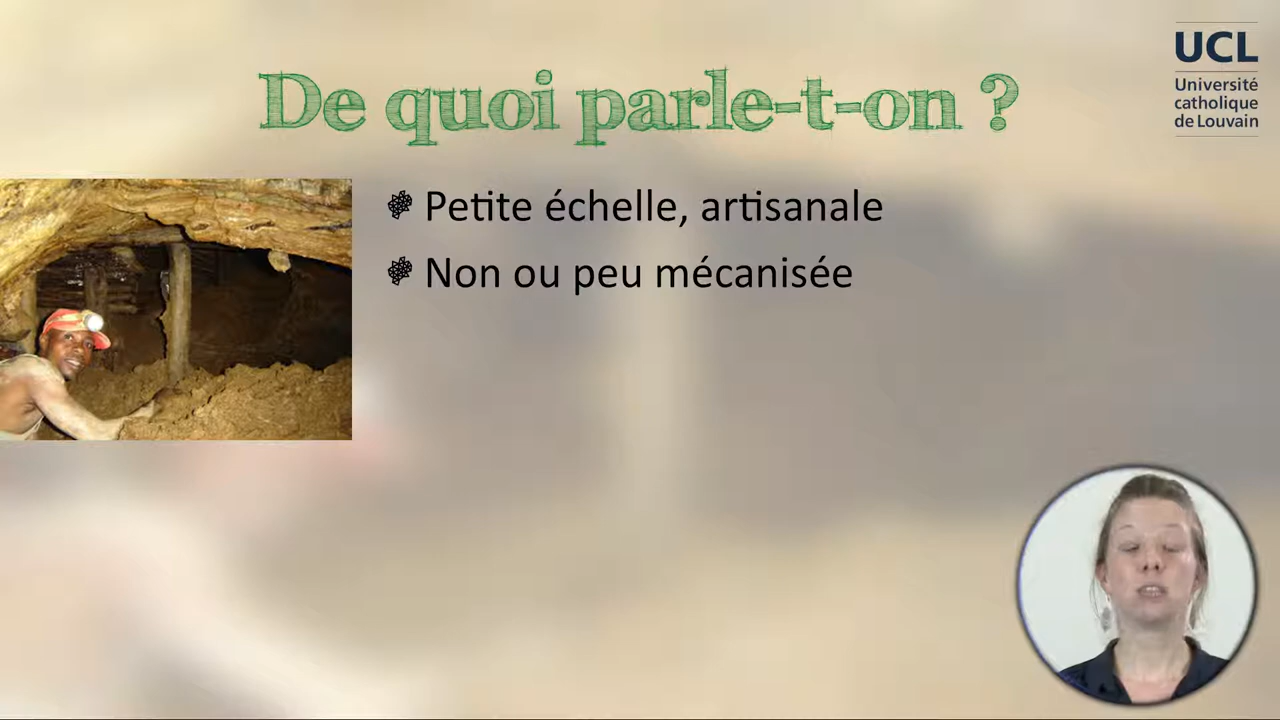 UCL
Université
catholique
de Louvain
De quoi parle-t-on ?
Petite échelle, artisanale
Non ou peu mécanisée